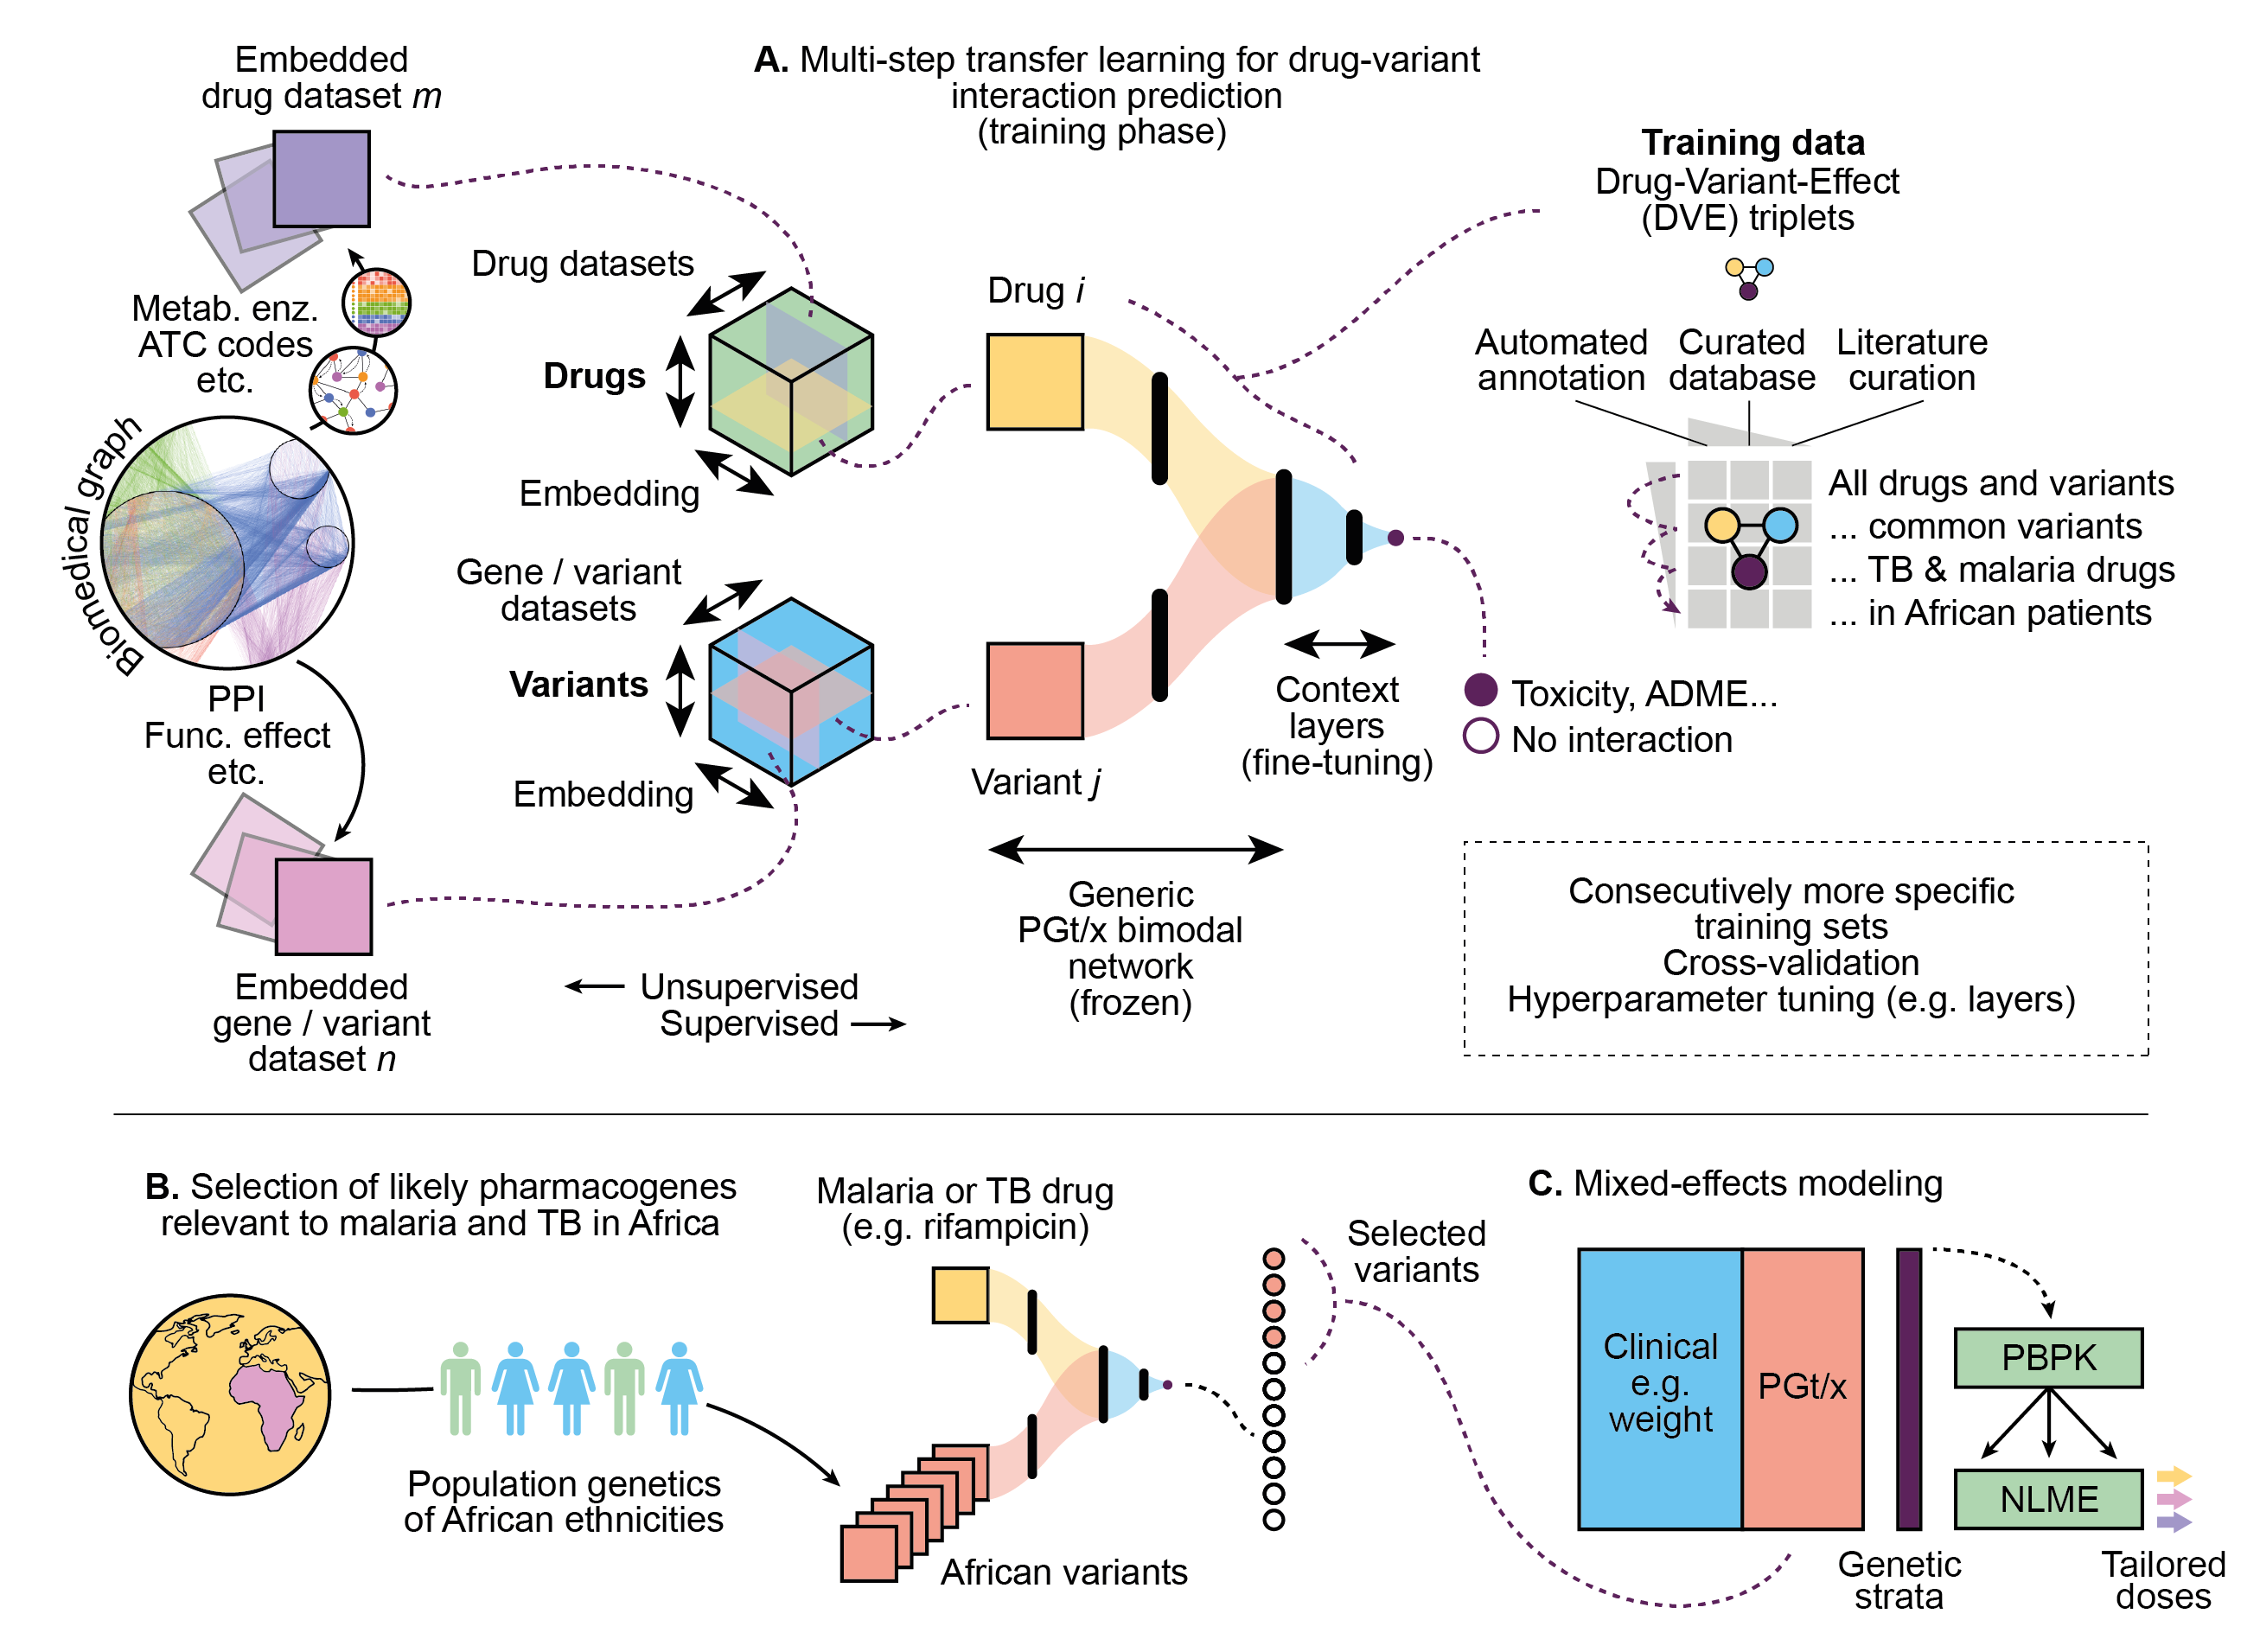 Embedded
drug dataset m
A. Multi-step transfer learning for drug-variant
interaction prediction
(training phase)
Training data
Drug-Variant-Effect
(DVE) triplets
Metab. enz.
ATC codes
etc.
Biomedical graph
PPI
Func. effect
etc.
Embedded
gene / variant
dataset n
Drug datasets
Drugs
Embedding
Gene / variant
datasets
Variants
Embedding
Unsupervised
Supervised
Drug i
Variant j
Context
layers
(fine-tuning)
Generic
PGt/x bimodal
network
(frozen)
Automated
annotation
Curated
database
Literature
curation
All drugs and variants
... common variants
... TB & malaria drugs
... in African patients
Toxicity, ADME...
No interaction
Consecutively more specific
training sets
Cross-validation
Hyperparameter tuning (e.g. layers)
B. Selection of likely pharmacogenes
relevant to malaria and TB in Africa
Population genetics
of African ethnicities
Malaria or TB drug
(e.g. rifampicin)
African variants
Selected
variants
C. Mixed-effects modeling
Clinical
e.g.
weight
PGt/x
Genetic
strata
PBPK
NLME
Tailored
doses